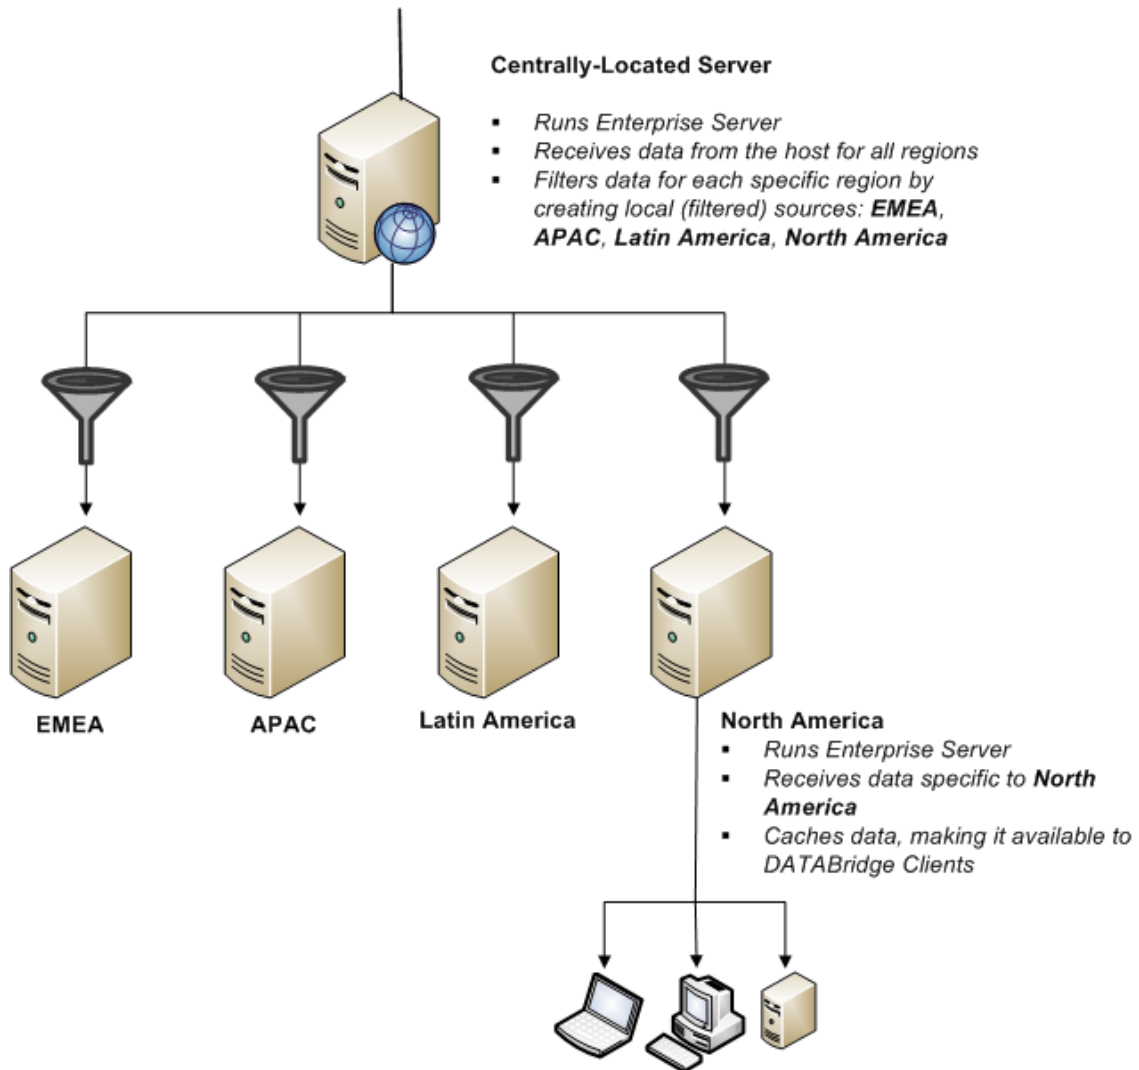 Centrally-Located Server
▪ Runs Enterprise Server
▪ Receives data from the host for all regions
▪ Filters data for each specific region by
creating local (filtered) sources: EMEA,
APAC, Latin America, North America
EMEA
APAC
Latin America
North America
▪ Runs Enterprise Server
▪ Receives data specific to North
America
▪ Caches data, making it available to
DATABridge Clients